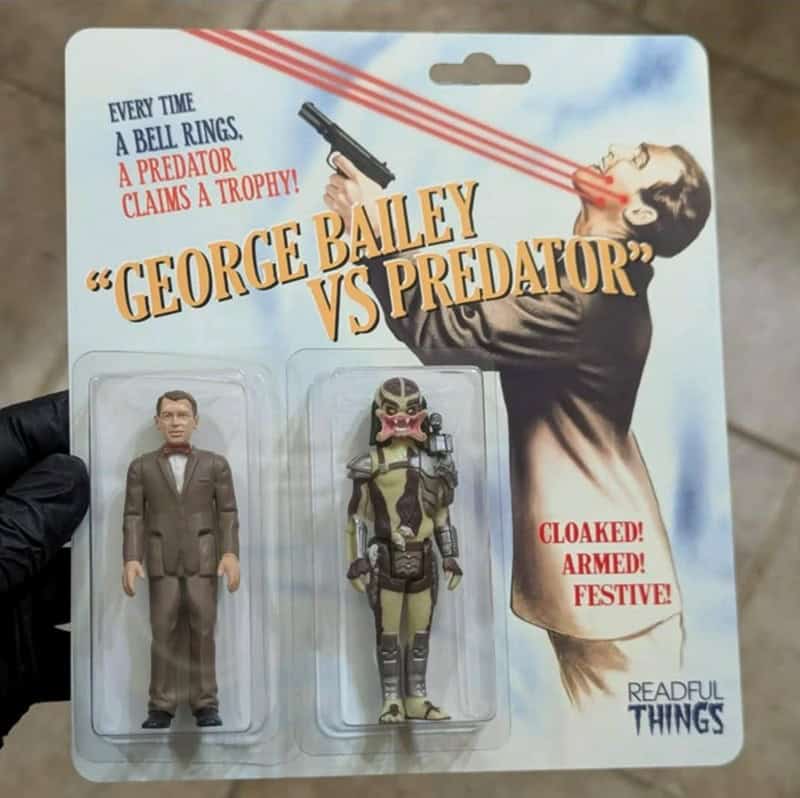 EVERY TIME
A BELL RINGS,
A PREDATOR
CLAIMS A TROPHY!
“GEORGE BAILEY
VS PREDATOR”
CLOAKED!
ARMED!
FESTIVE!
READFUL
THINGS